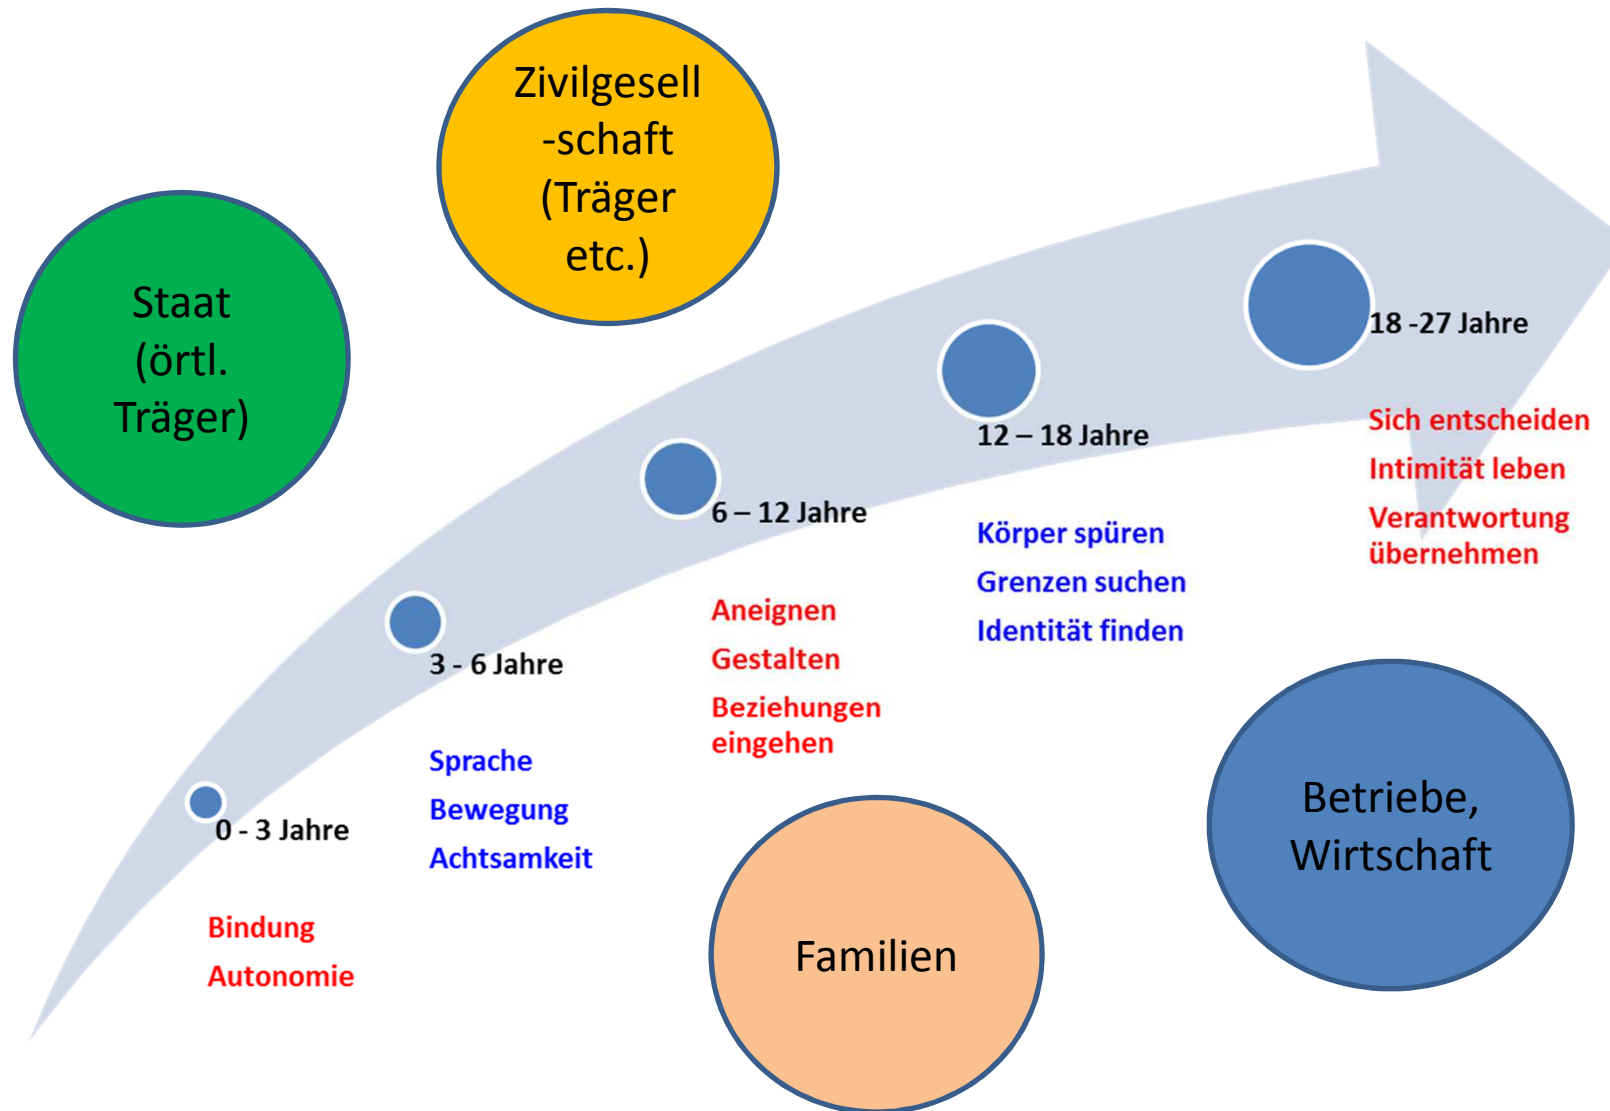 Zivilgesell
-schaft
(Träger
etc.)
Staat
(örtl.
Träger)
18 -27 Jahre
Sich entscheiden
Intimität leben
Verantwortung
übernehmen
12 – 18 Jahre
Körper spüren
Grenzen suchen
Identität finden
6 – 12 Jahre
Aneignen
Gestalten
Beziehungen
eingehen
3 - 6 Jahre
Sprache
Bewegung
Achtsamkeit
0 - 3 Jahre
Bindung
Autonomie
Familien
Betriebe,
Wirtschaft